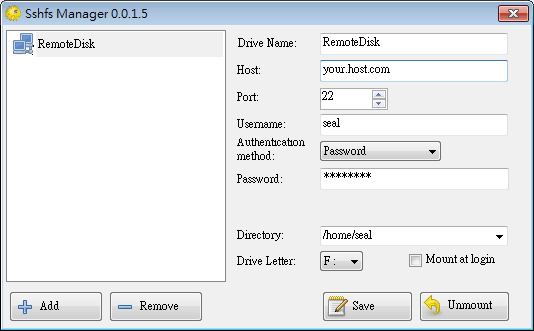 Sshfs Manager 0.0.1.5
RemoteDisk
Drive Name: RemoteDisk
Host: your.host.com
Port: 22
Username: seal
Authentication
method: Password
Password: ********
Directory: /home/seal
Drive Letter: F : Mount at login
Add Remove Save Unmount